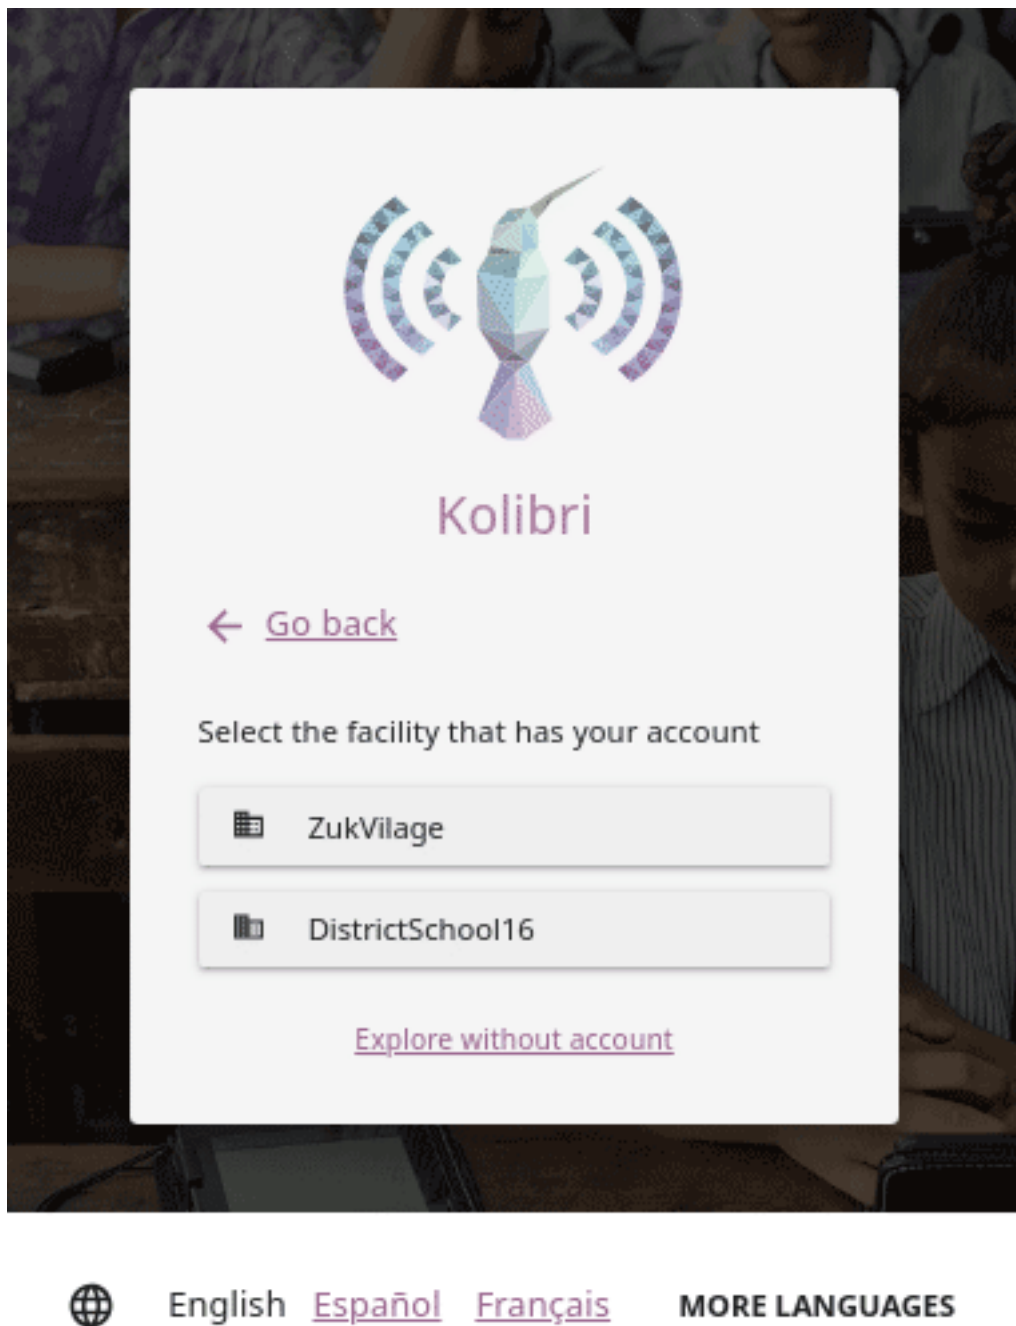 Kolibri
Go back
Select the facility that has your account
ZukVilage
DistrictSchool16
Explore without account
English Español Français MORE LANGUAGES